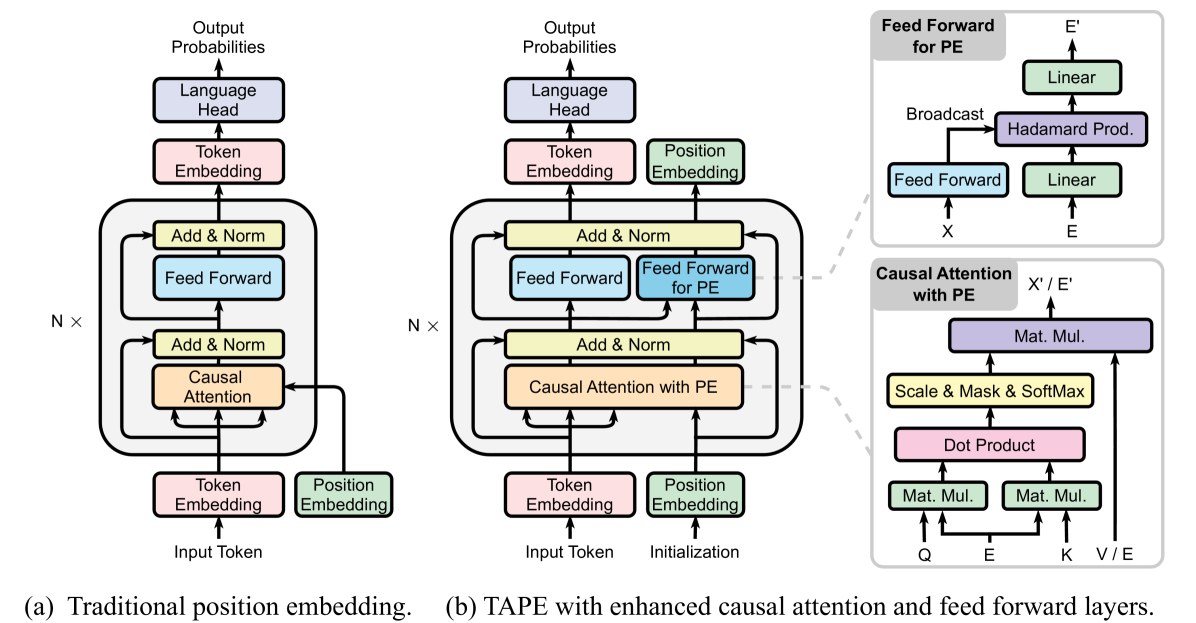 Output
Probabilities
Language
Head
Token
Embedding
Add & Norm
Feed Forward
N ×
Add & Norm
Causal
Attention
Token
Embedding
Position
Embedding
Input Token
(a) Traditional position embedding.
Output
Probabilities
Language
Head
Token
Embedding
Position
Embedding
Add & Norm
Feed Forward
Feed Forward
for PE
N ×
Add & Norm
Causal Attention with PE
Token
Embedding
Position
Embedding
Input Token
Initialization
Feed Forward
for PE
E'
Linear
Broadcast
Hadamard Prod.
Feed Forward
Linear
X
E
Causal Attention
with PE
X' / E'
Mat. Mul.
Scale & Mask & SoftMax
Dot Product
Mat. Mul.
Mat. Mul.
Q
E
K
V / E
(b) TAPE with enhanced causal attention and feed forward layers.